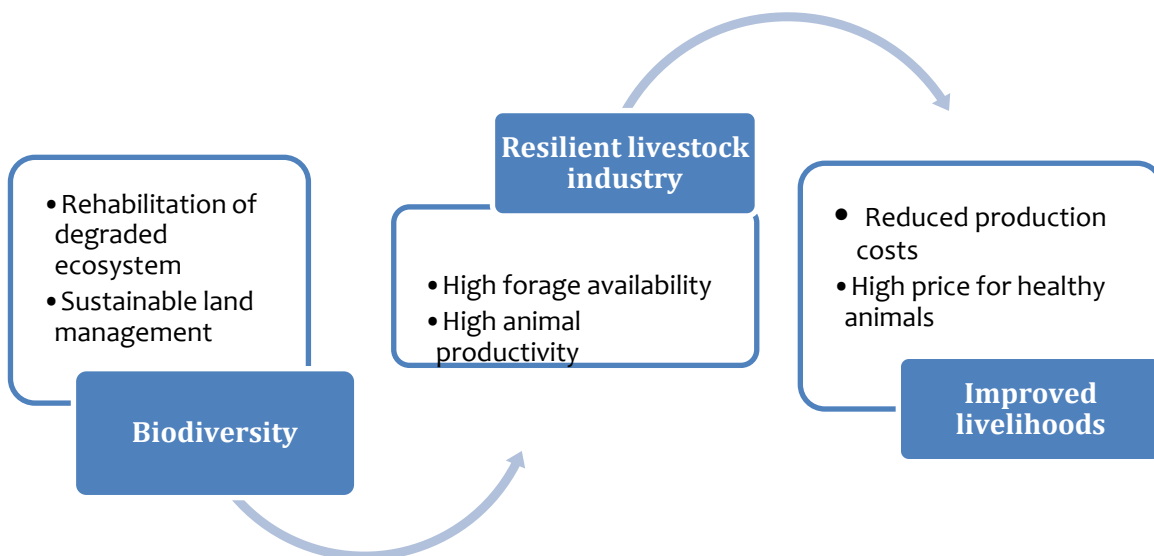 •Rehabilitation of
degraded
ecosystem
•Sustainable land
management
Biodiversity
Resilient livestock
industry
•High forage availability
•High animal
productivity
• Reduced production
costs
•High price for healthy
animals
Improved
livelihoods